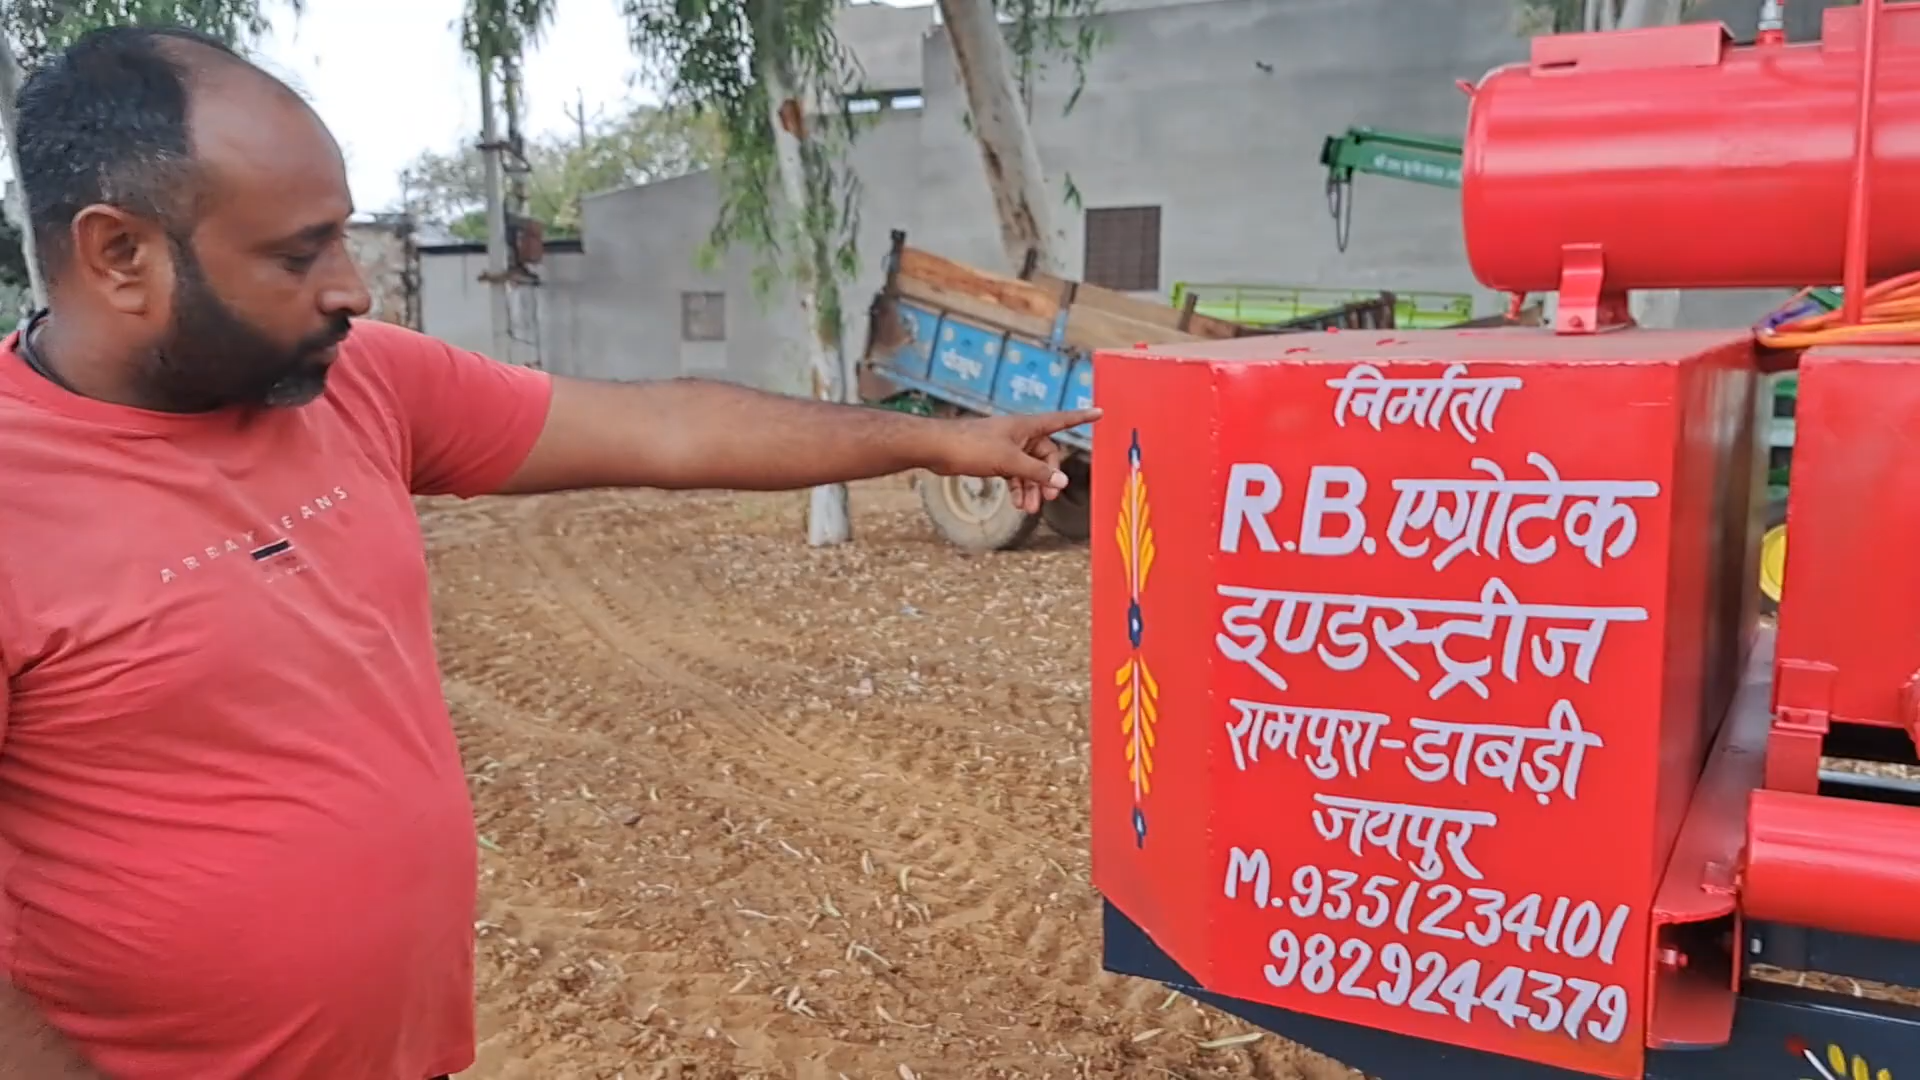 निर्माता
R.B. एग्रोटेक
इण्डस्ट्रीज
रामपुरा-डाबड़ी
जयपुर
M.9351234101
9829244379
कृषि